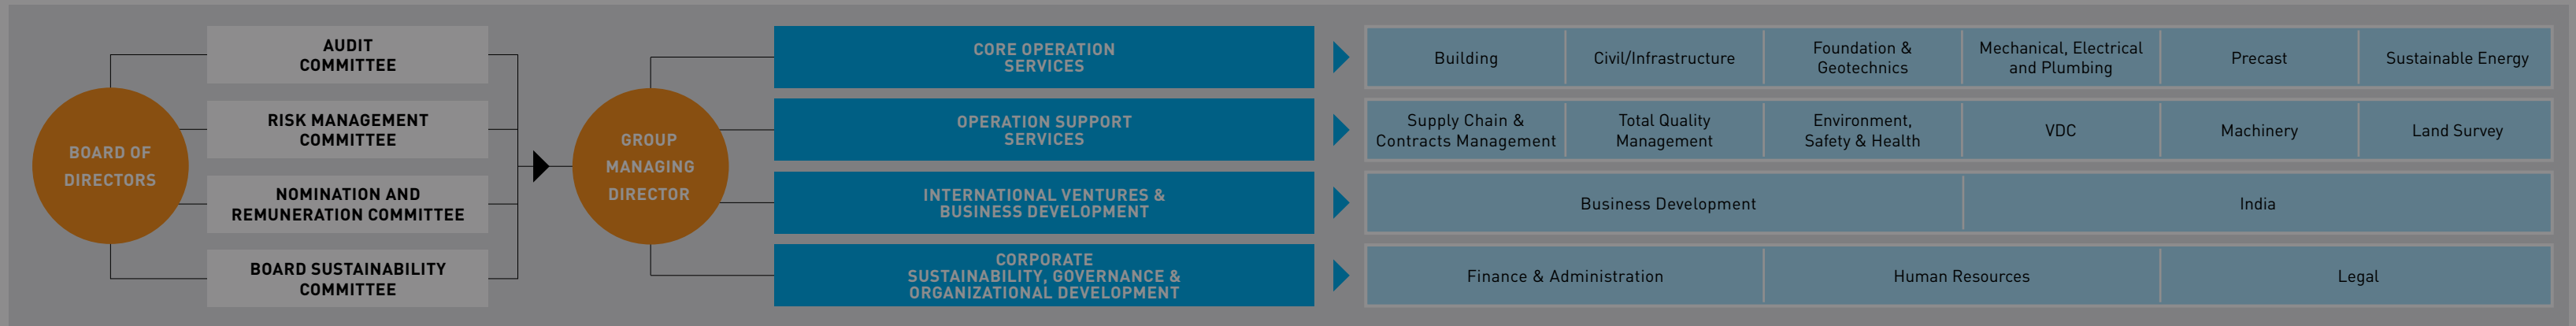 BOARD OF
DIRECTORS
AUDIT
COMMITTEE
RISK MANAGEMENT
COMMITTEE
NOMINATION AND
REMUNERATION COMMITTEE
BOARD SUSTAINABILITY
COMMITTEE
GROUP
MANAGING
DIRECTOR
CORE OPERATION
SERVICES
Building
Civil/Infrastructure
Foundation &
Geotechnics
Mechanical, Electrical
and Plumbing
Precast
Sustainable Energy
OPERATION SUPPORT
SERVICES
Supply Chain &
Contracts Management
Total Quality
Management
Environment,
Safety & Health
VDC
Machinery
Land Survey
INTERNATIONAL VENTURES &
BUSINESS DEVELOPMENT
Business Development
India
CORPORATE
SUSTAINABILITY, GOVERNANCE &
ORGANIZATIONAL DEVELOPMENT
Finance & Administration
Human Resources
Legal